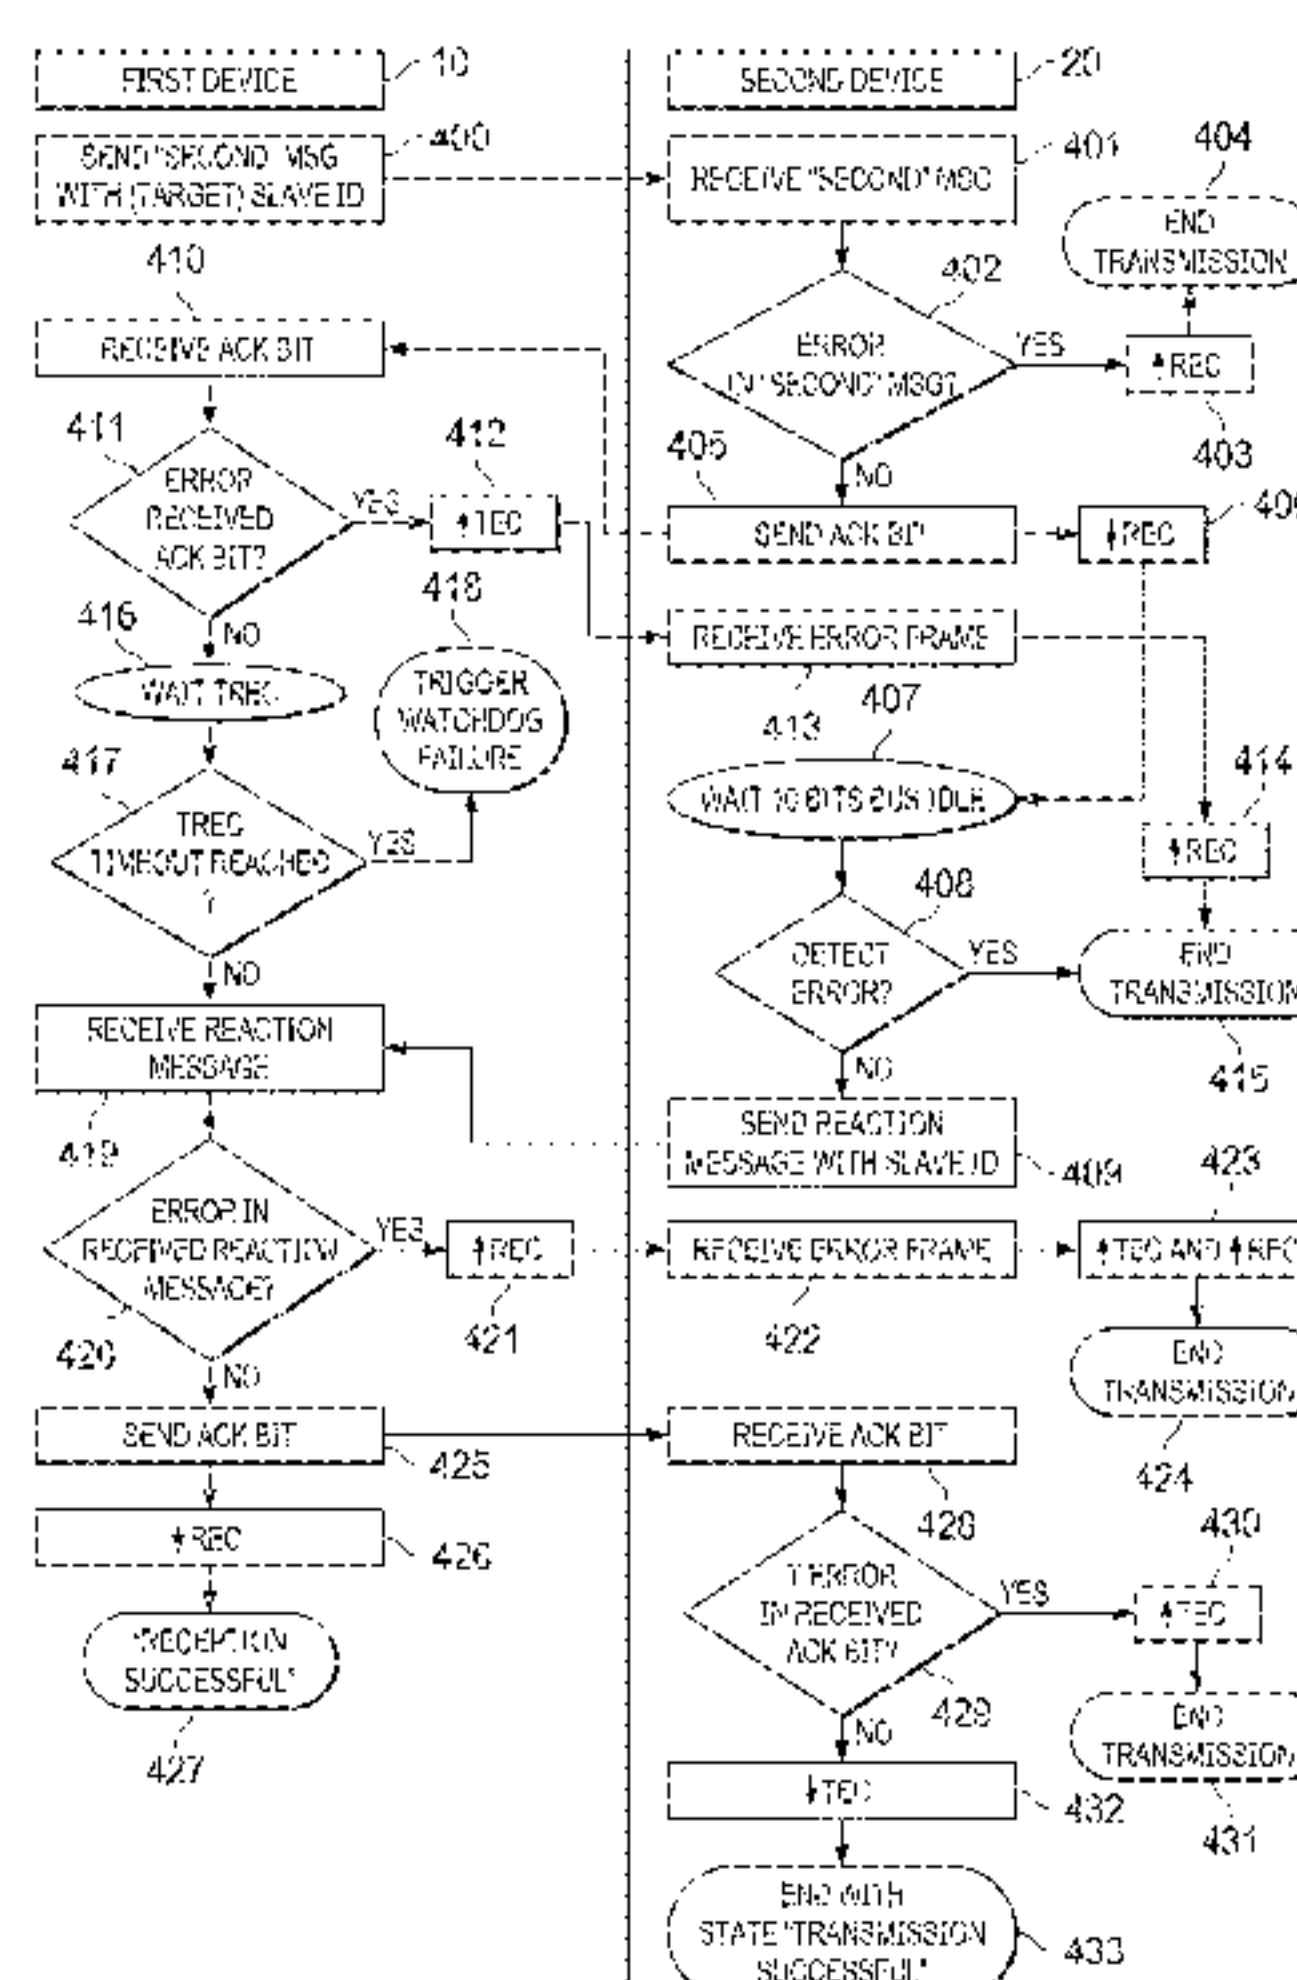 FIRST DEVICE
10
SEND "SECOND" MSG
WITH (TARGET) SLAVE ID
400
410
RECEIVE ACK BIT
411
ERROR
RECEIVED
ACK BIT?
YES
412
TEC
NO
416
WAIT TREC
418
TRIGGER
WATCHDOG
FAILURE
417
TREC
TIMEOUT REACHED
?
YES
NO
RECEIVE REACTION
MESSAGE
419
ERROR IN
RECEIVED REACTION
MESSAGE?
YES
REC
421
420
NO
SEND ACK BIT
425
REC
426
"RECEPTION
SUCCESSFUL"
427
SECOND DEVICE
20
RECEIVE "SECOND" MSG
401
404
END
TRANSMISSION
402
ERROR
IN "SECOND" MSG?
YES
REC
403
405
NO
SEND ACK BIT
REC
RECEIVE ERROR FRAME
413
407
WAIT 10 BITS BUS IDLE
414
REC
408
DETECT
ERROR?
YES
END
TRANSMISSION
415
NO
SEND REACTION
MESSAGE WITH SLAVE ID
409
423
RECEIVE ERROR FRAME
422
TEC AND REC
END
TRANSMISSION
424
RECEIVE ACK BIT
428
ERROR
IN RECEIVED
ACK BIT?
YES
430
TEC
429
NO
END
TRANSMISSION
431
TEC
432
END WITH
STATE "TRANSMISSION
SUCCESSFUL"
433